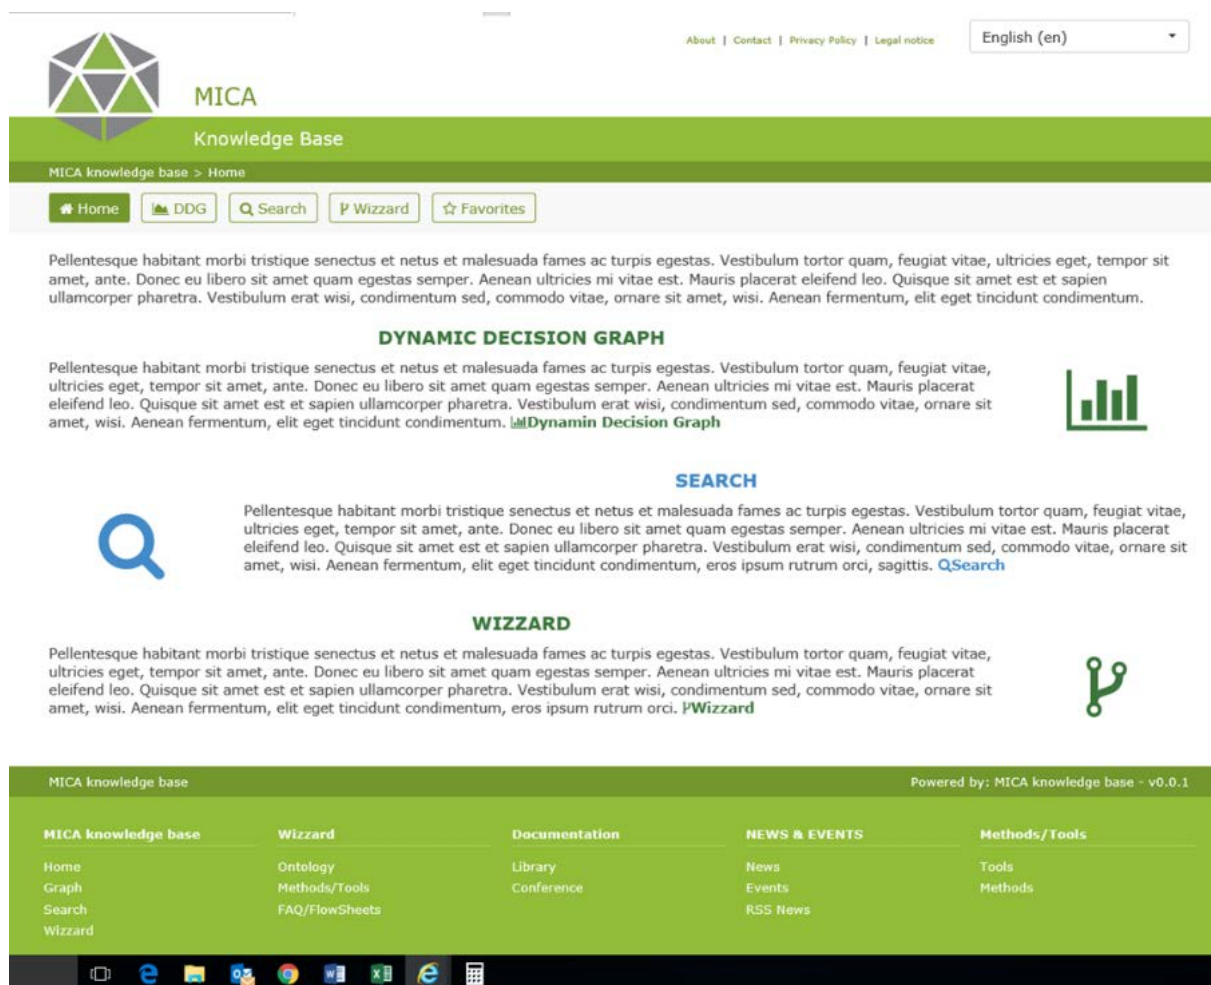 About | Contact | Privacy Policy | Legal notice
English (en)
MICA
Knowledge Base
MICA knowledge base > Home
Home DDG Search Wizzard Favorites
Pellentesque habitant morbi tristique senectus et netus et malesuada fames ac turpis egestas. Vestibulum tortor quam, feugiat vitae, ultricies eget, tempor sit
amet, ante. Donec eu libero sit amet quam egestas semper. Aenean ultricies mi vitae est. Mauris placerat eleifend leo. Quisque sit amet est et sapien
ullamcorper pharetra. Vestibulum erat wisi, condimentum sed, commodo vitae, ornare sit amet, wisi. Aenean fermentum, elit eget tincidunt condimentum.
DYNAMIC DECISION GRAPH
Pellentesque habitant morbi tristique senectus et netus et malesuada fames ac turpis egestas. Vestibulum tortor quam, feugiat vitae,
ultricies eget, tempor sit amet, ante. Donec eu libero sit amet quam egestas semper. Aenean ultricies mi vitae est. Mauris placerat
eleifend leo. Quisque sit amet est et sapien ullamcorper pharetra. Vestibulum erat wisi, condimentum sed, commodo vitae, ornare sit
amet, wisi. Aenean fermentum, elit eget tincidunt condimentum. Dynamin Decision Graph
SEARCH
Pellentesque habitant morbi tristique senectus et netus et malesuada fames ac turpis egestas. Vestibulum tortor quam, feugiat vitae,
ultricies eget, tempor sit amet, ante. Donec eu libero sit amet quam egestas semper. Aenean ultricies mi vitae est. Mauris placerat
eleifend leo. Quisque sit amet est et sapien ullamcorper pharetra. Vestibulum erat wisi, condimentum sed, commodo vitae, ornare sit
amet, wisi. Aenean fermentum, elit eget tincidunt condimentum, eros ipsum rutrum orci, sagittis. Search
WIZZARD
Pellentesque habitant morbi tristique senectus et netus et malesuada fames ac turpis egestas. Vestibulum tortor quam, feugiat vitae,
ultricies eget, tempor sit amet, ante. Donec eu libero sit amet quam egestas semper. Aenean ultricies mi vitae est. Mauris placerat
eleifend leo. Quisque sit amet est et sapien ullamcorper pharetra. Vestibulum erat wisi, condimentum sed, commodo vitae, ornare sit
amet, wisi. Aenean fermentum, elit eget tincidunt condimentum, eros ipsum rutrum orci. Wizzard
MICA knowledge base
Powered by: MICA knowledge base - v0.0.1
MICA knowledge base
Home
Graph
Search
Wizzard
Wizzard
Ontology
Methods/Tools
FAQ/FlowSheets
Documentation
Library
Conference
NEWS & EVENTS
News
Events
RSS News
Methods/Tools
Tools
Methods